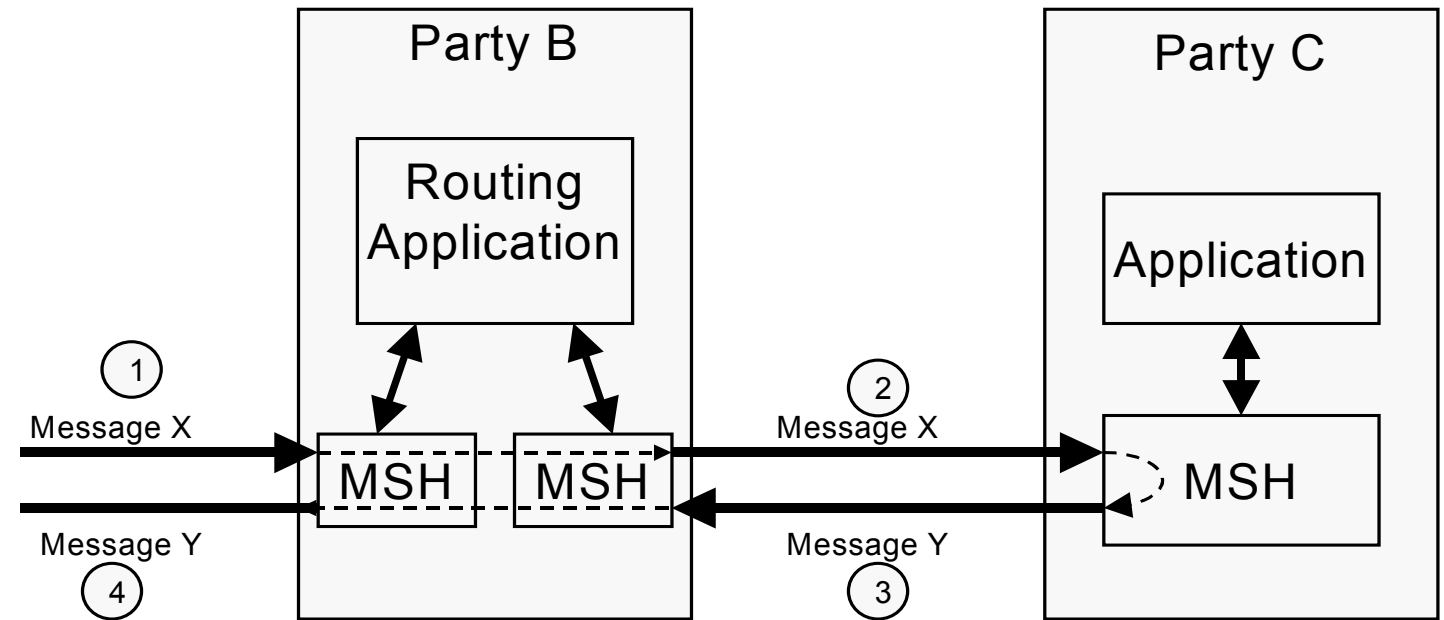 Party B
Party C
Routing
Application
Application
1
Message X
2
Message X
MSH
MSH
MSH
Message Y
4
Message Y
3